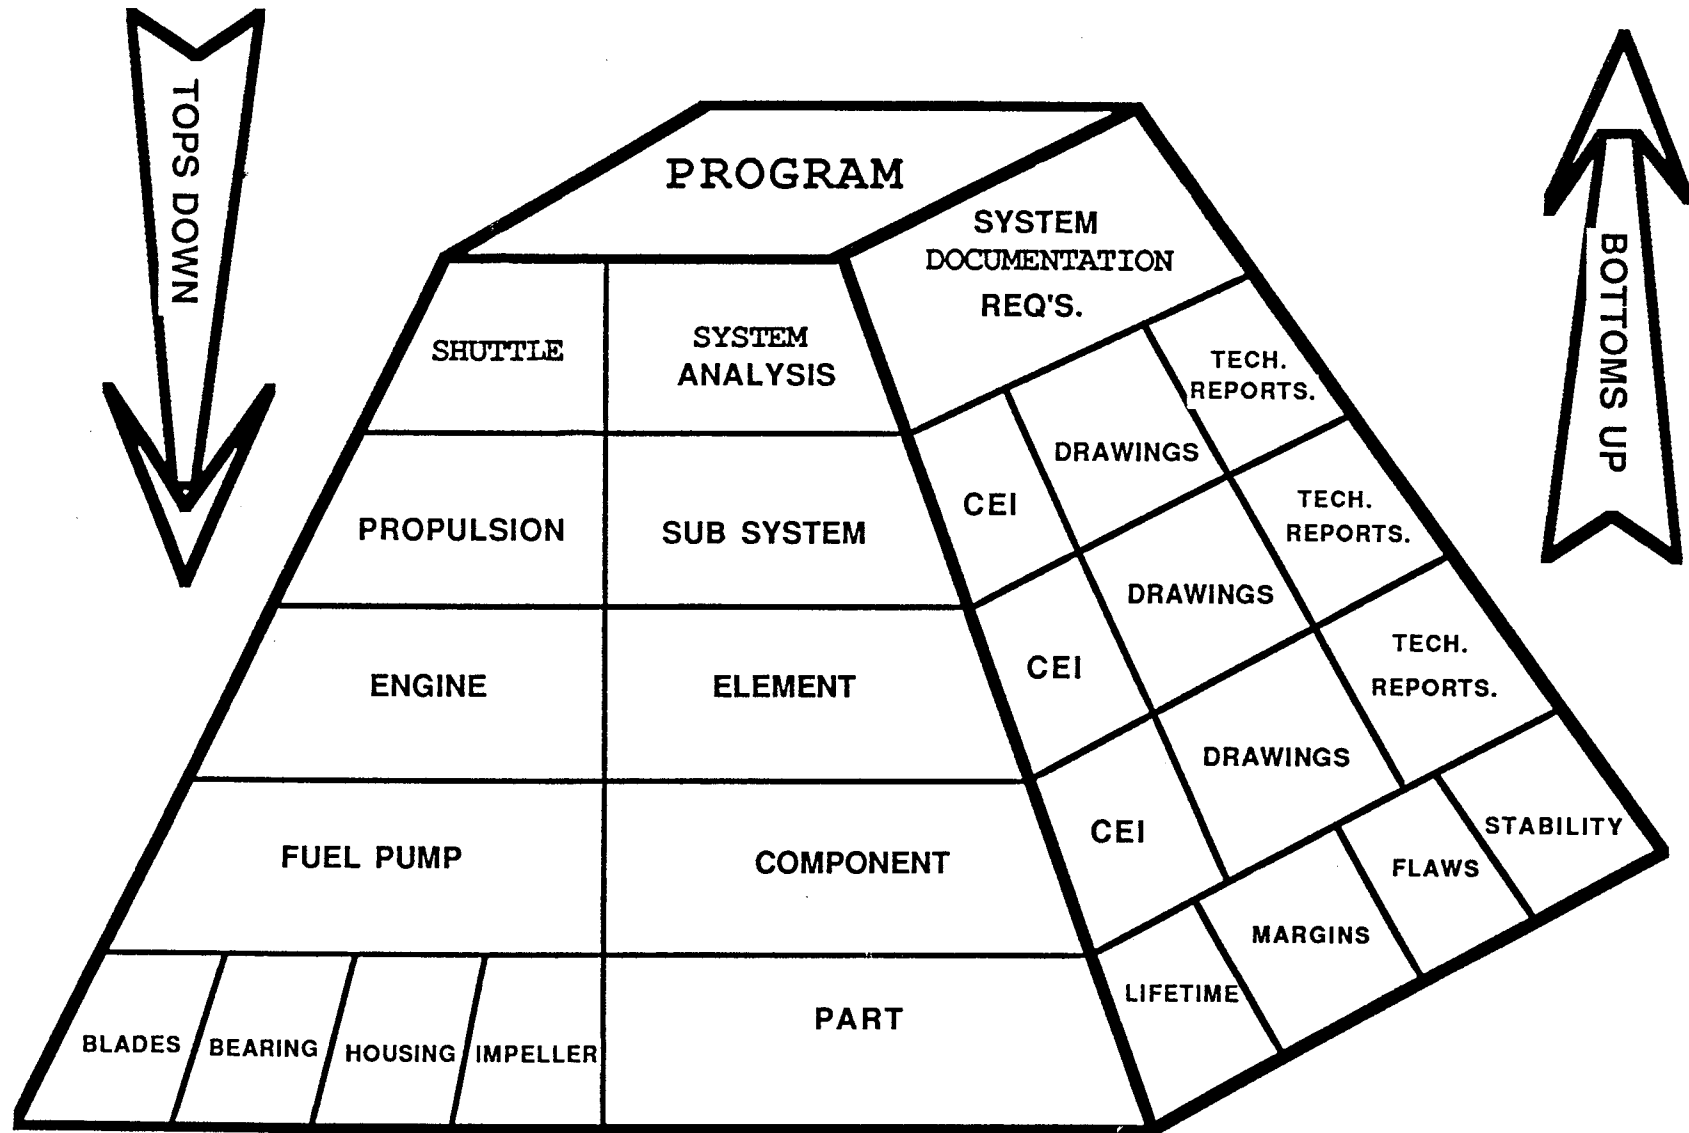 TOPS DOWN
PROGRAM
SYSTEM
DOCUMENTATION
REQ'S.
BOTTOMS UP
SHUTTLE
SYSTEM
ANALYSIS
TECH.
REPORTS.
DRAWINGS
CEI
PROPULSION
SUB SYSTEM
TECH.
REPORTS.
DRAWINGS
CEI
ENGINE
ELEMENT
TECH.
REPORTS.
DRAWINGS
CEI
FUEL PUMP
COMPONENT
STABILITY
FLAWS
MARGINS
LIFETIME
BLADES
BEARING
HOUSING
IMPELLER
PART